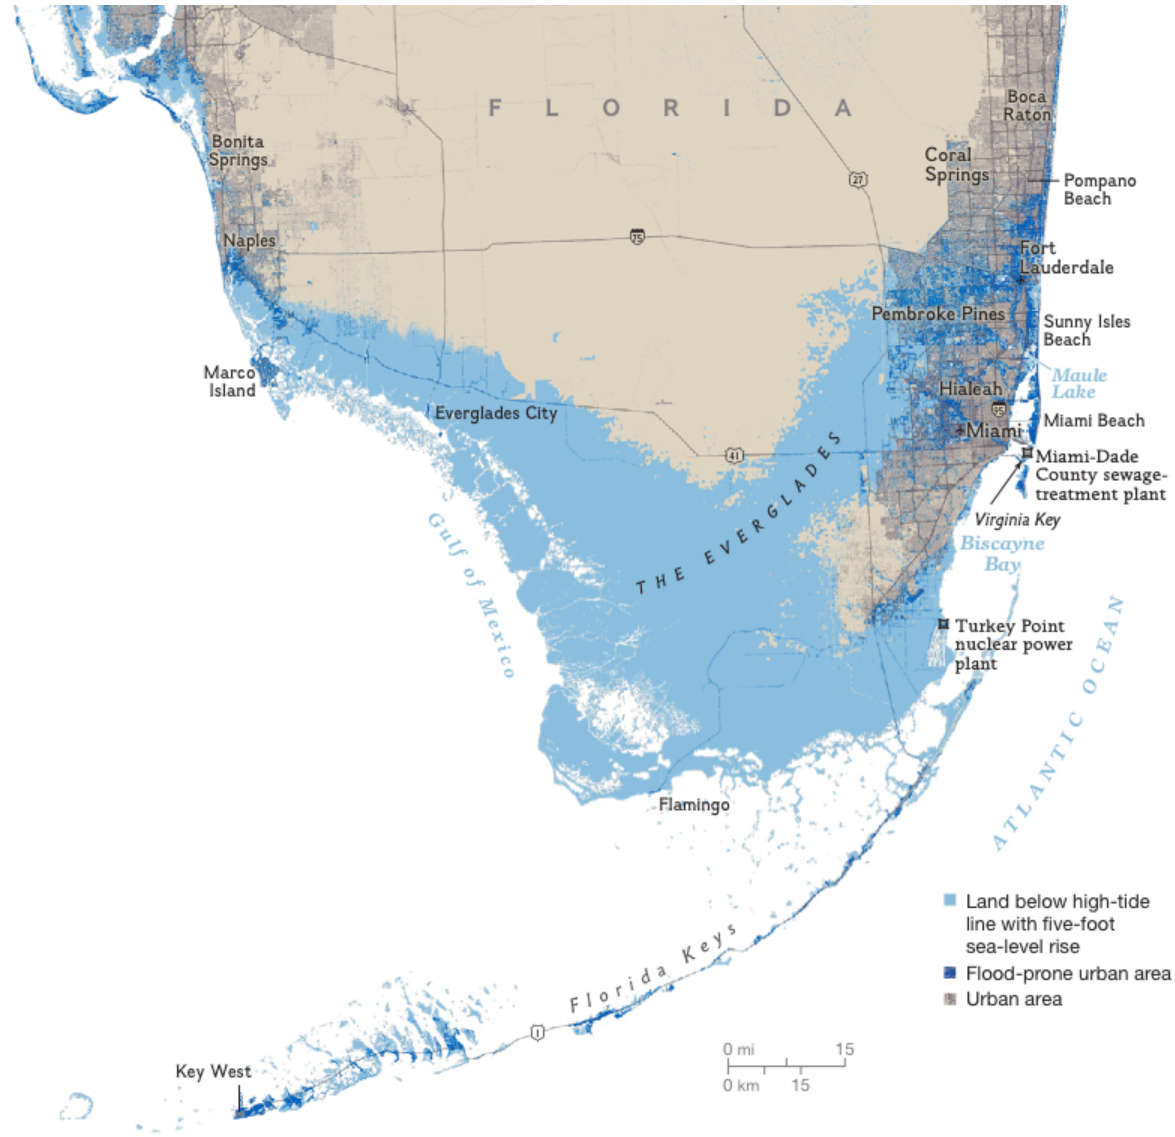 FLORIDA
Boca
Raton
Bonita
Springs
Coral
Springs
27
Pompano
Beach
75
Naples
Fort
Lauderdale
Pembroke Pines
Sunny Isles
Beach
Marco
Island
Maule
Lake
Hialeah
95
Everglades City
Miami Beach
Miami
41
Miami-Dade
County sewage-
treatment plant
THE EVERGLADES
Virginia Key
Gulf of Mexico
Biscayne
Bay
Turkey Point
nuclear power
plant
ATLANTIC OCEAN
Flamingo
Land below high-tide
line with five-foot
sea-level rise
Flood-prone urban area
Urban area
Florida Keys
1
0 mi 15
0 km 15
Key West